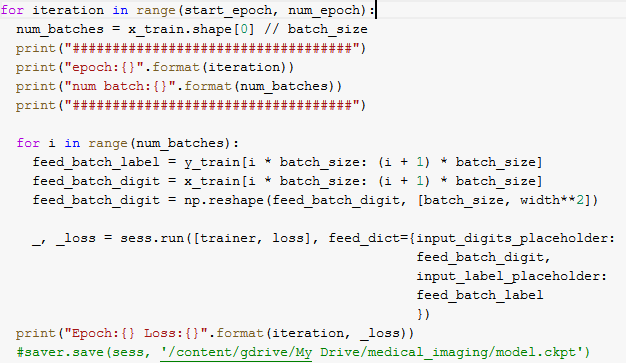 for iteration in range(start_epoch, num_epoch):
  num_batches = x_train.shape[0] // batch_size
  print("##################################")
  print("epoch:{}".format(iteration))
  print("num batch:{}".format(num_batches))
  print("##################################")

  for i in range(num_batches):
    feed_batch_label = y_train[i * batch_size: (i + 1) * batch_size]
    feed_batch_digit = x_train[i * batch_size: (i + 1) * batch_size]
    feed_batch_digit = np.reshape(feed_batch_digit, [batch_size, width**2])

    _, _loss = sess.run([trainer, loss], feed_dict={input_digits_placeholder:
                                                    feed_batch_digit,
                                                    input_label_placeholder:
                                                    feed_batch_label
                                                    })
  print("Epoch:{} Loss:{}".format(iteration, _loss))
  #saver.save(sess, '/content/gdrive/My Drive/medical_imaging/model.ckpt')